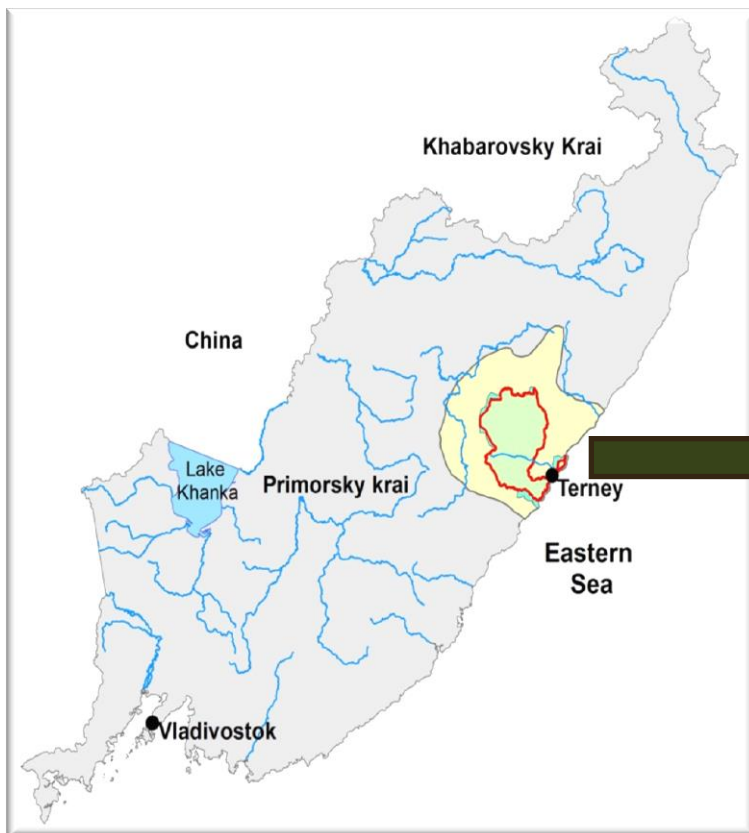 Khabarovsky Krai
China
Lake
Khanka
Primorsky krai
Terney
Eastern
Sea
Vladivostok